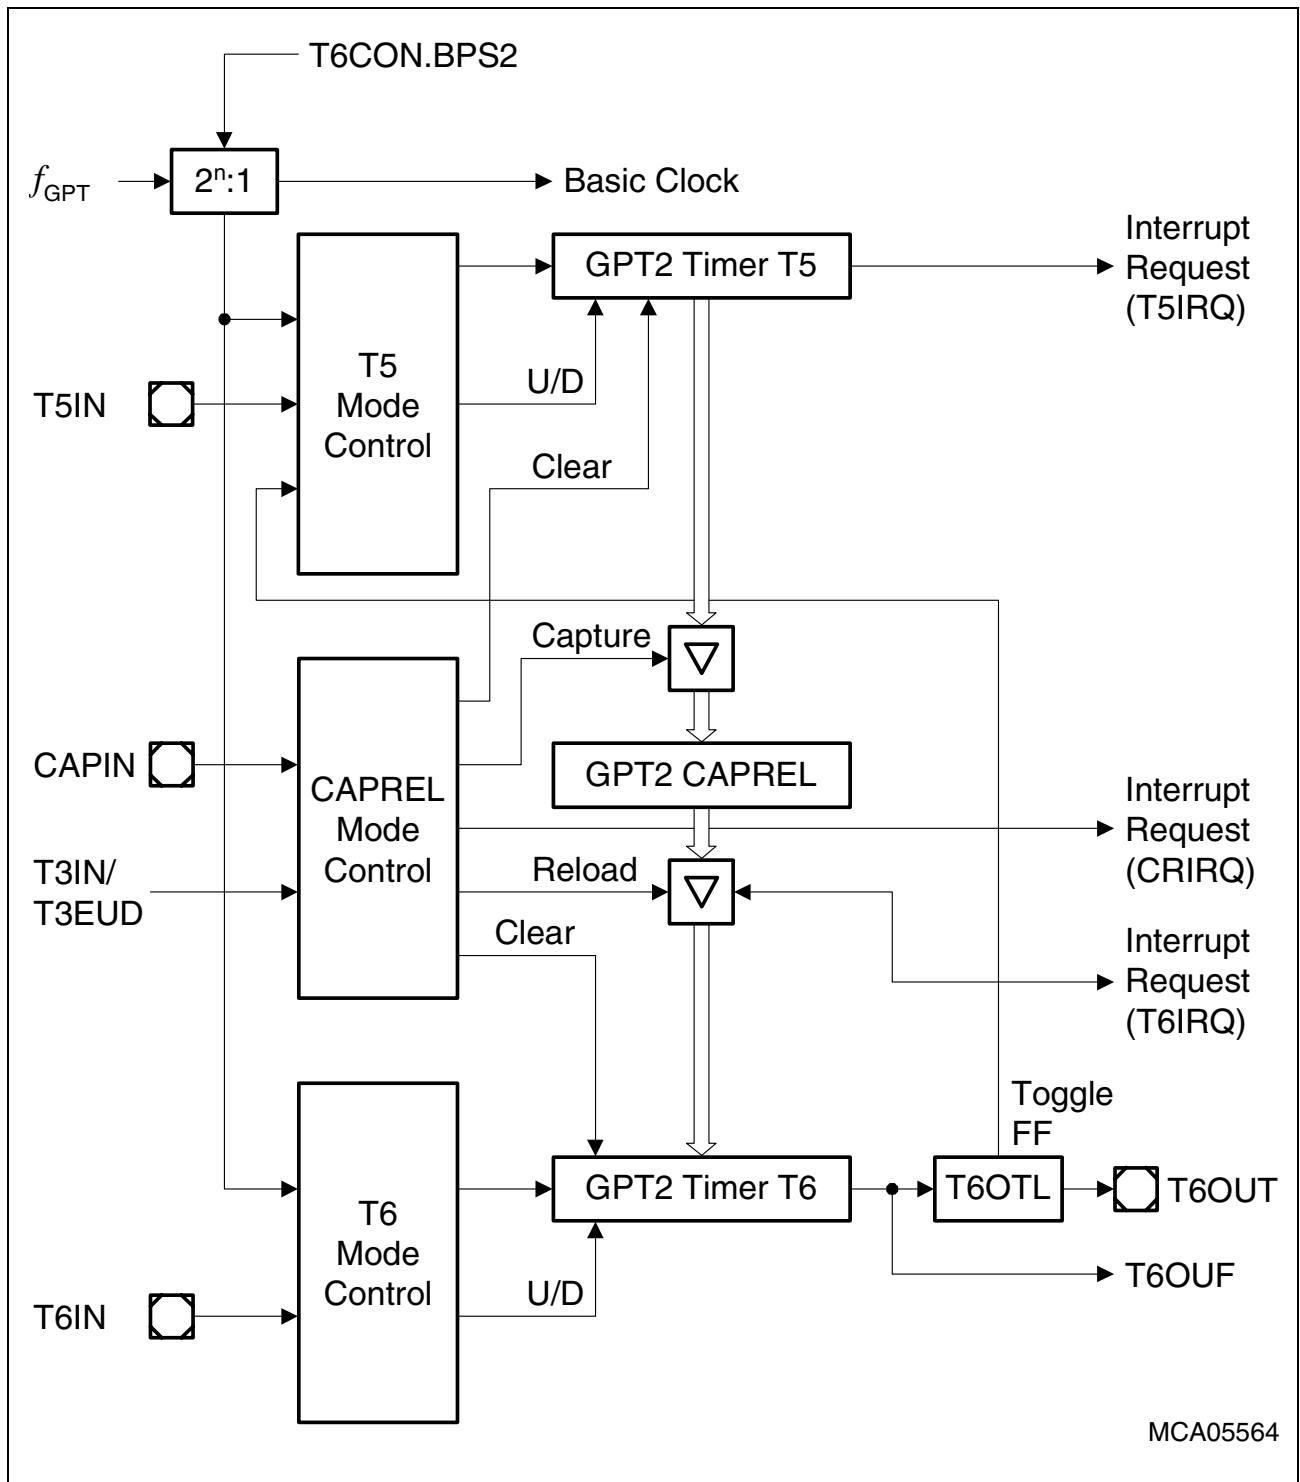 T6CON.BPS2
fGPT
2n:1
Basic Clock
GPT2 Timer T5
Interrupt
Request
(T5IRQ)
T5
Mode
Control
U/D
T5IN
Clear
Capture
CAPIN
GPT2 CAPREL
CAPREL
Mode
Control
Interrupt
Request
(CRIRQ)
T3IN/
T3EUD
Reload
Clear
Interrupt
Request
(T6IRQ)
Toggle
FF
GPT2 Timer T6
T6OTL
T6OUT
T6
Mode
Control
T6OUF
U/D
T6IN
MCA05564